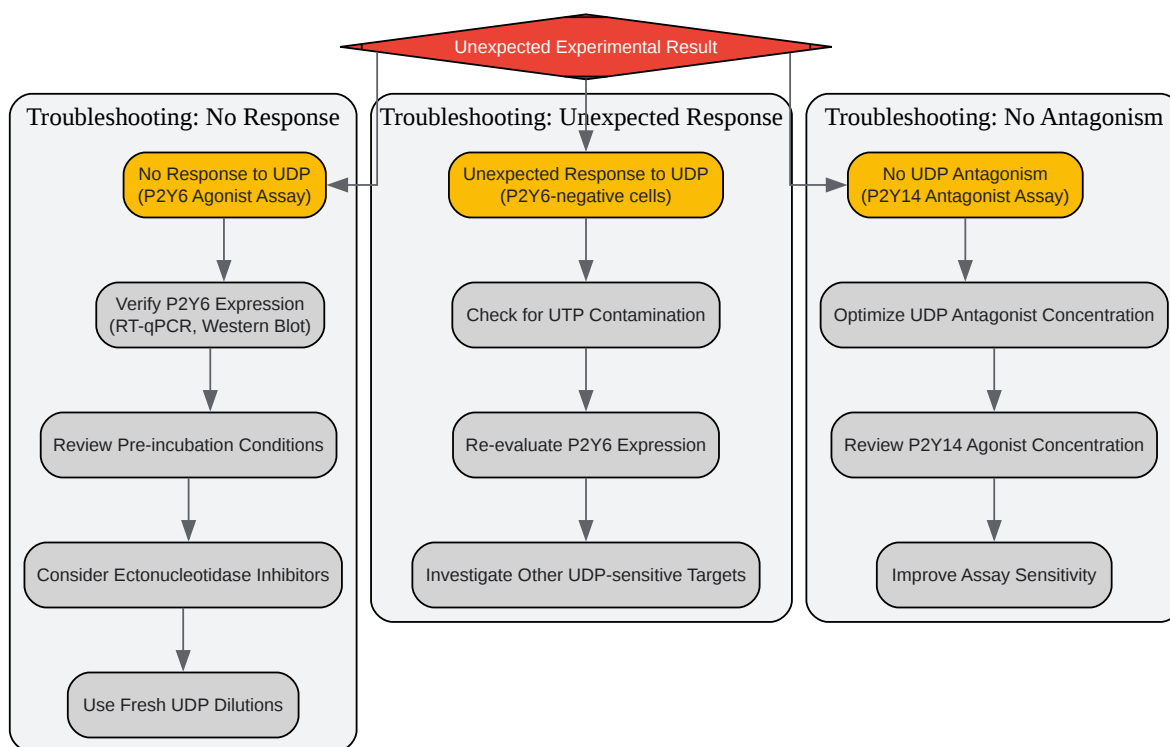 Unexpected Experimental Result
Troubleshooting: No Response
No Response to UDP
(P2Y6 Agonist Assay)
Verify P2Y6 Expression
(RT-qPCR, Western Blot)
Review Pre-incubation Conditions
Consider Ectonucleotidase Inhibitors
Use Fresh UDP Dilutions
Troubleshooting: Unexpected Response
Unexpected Response to UDP
(P2Y6-negative cells)
Check for UTP Contamination
Re-evaluate P2Y6 Expression
Investigate Other UDP-sensitive Targets
Troubleshooting: No Antagonism
No UDP Antagonism
(P2Y14 Antagonist Assay)
Optimize UDP Antagonist Concentration
Review P2Y14 Agonist Concentration
Improve Assay Sensitivity